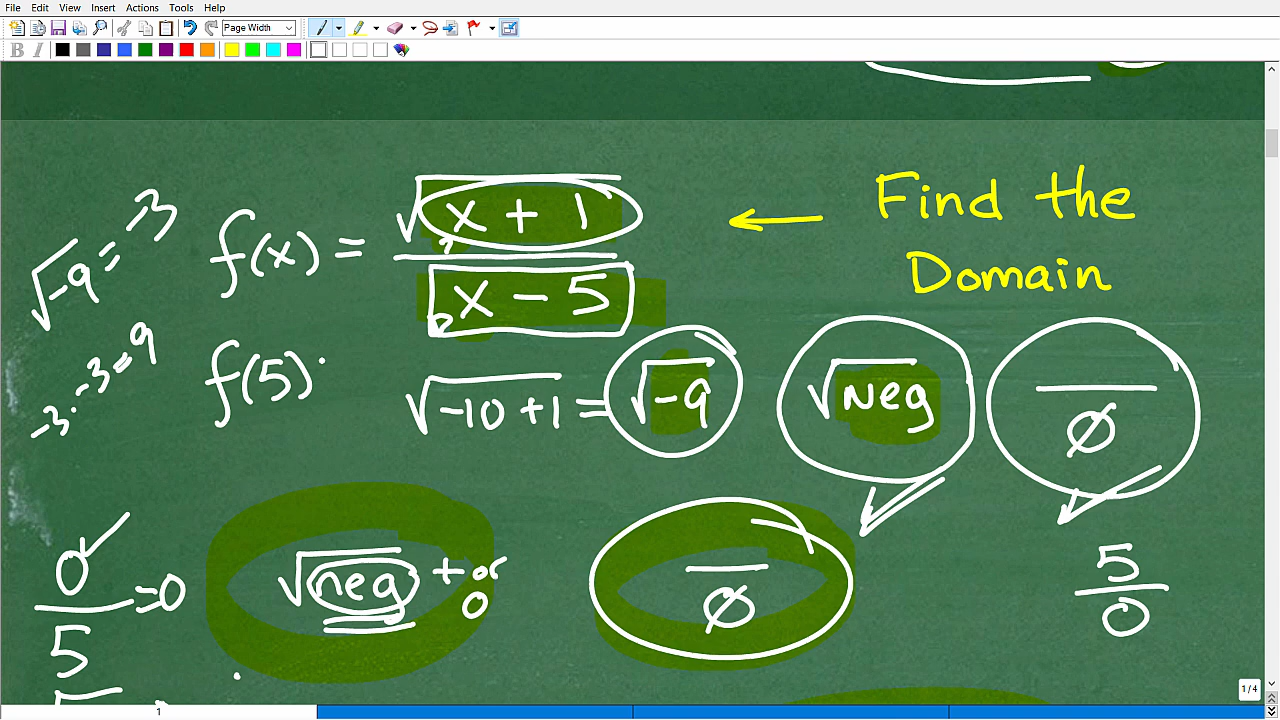 File Edit View Insert Actions Tools Help
Page Width
B I
Find the
Domain
f(x) = √(x + 1) / (x - 5)
√-9 = -3
-3 · -3 = 9
f(5)
√-10 + 1 = √-9
√Neg
Ø
0/5 = 0
√neg + or 0
Ø
5/0
5
1/4
1